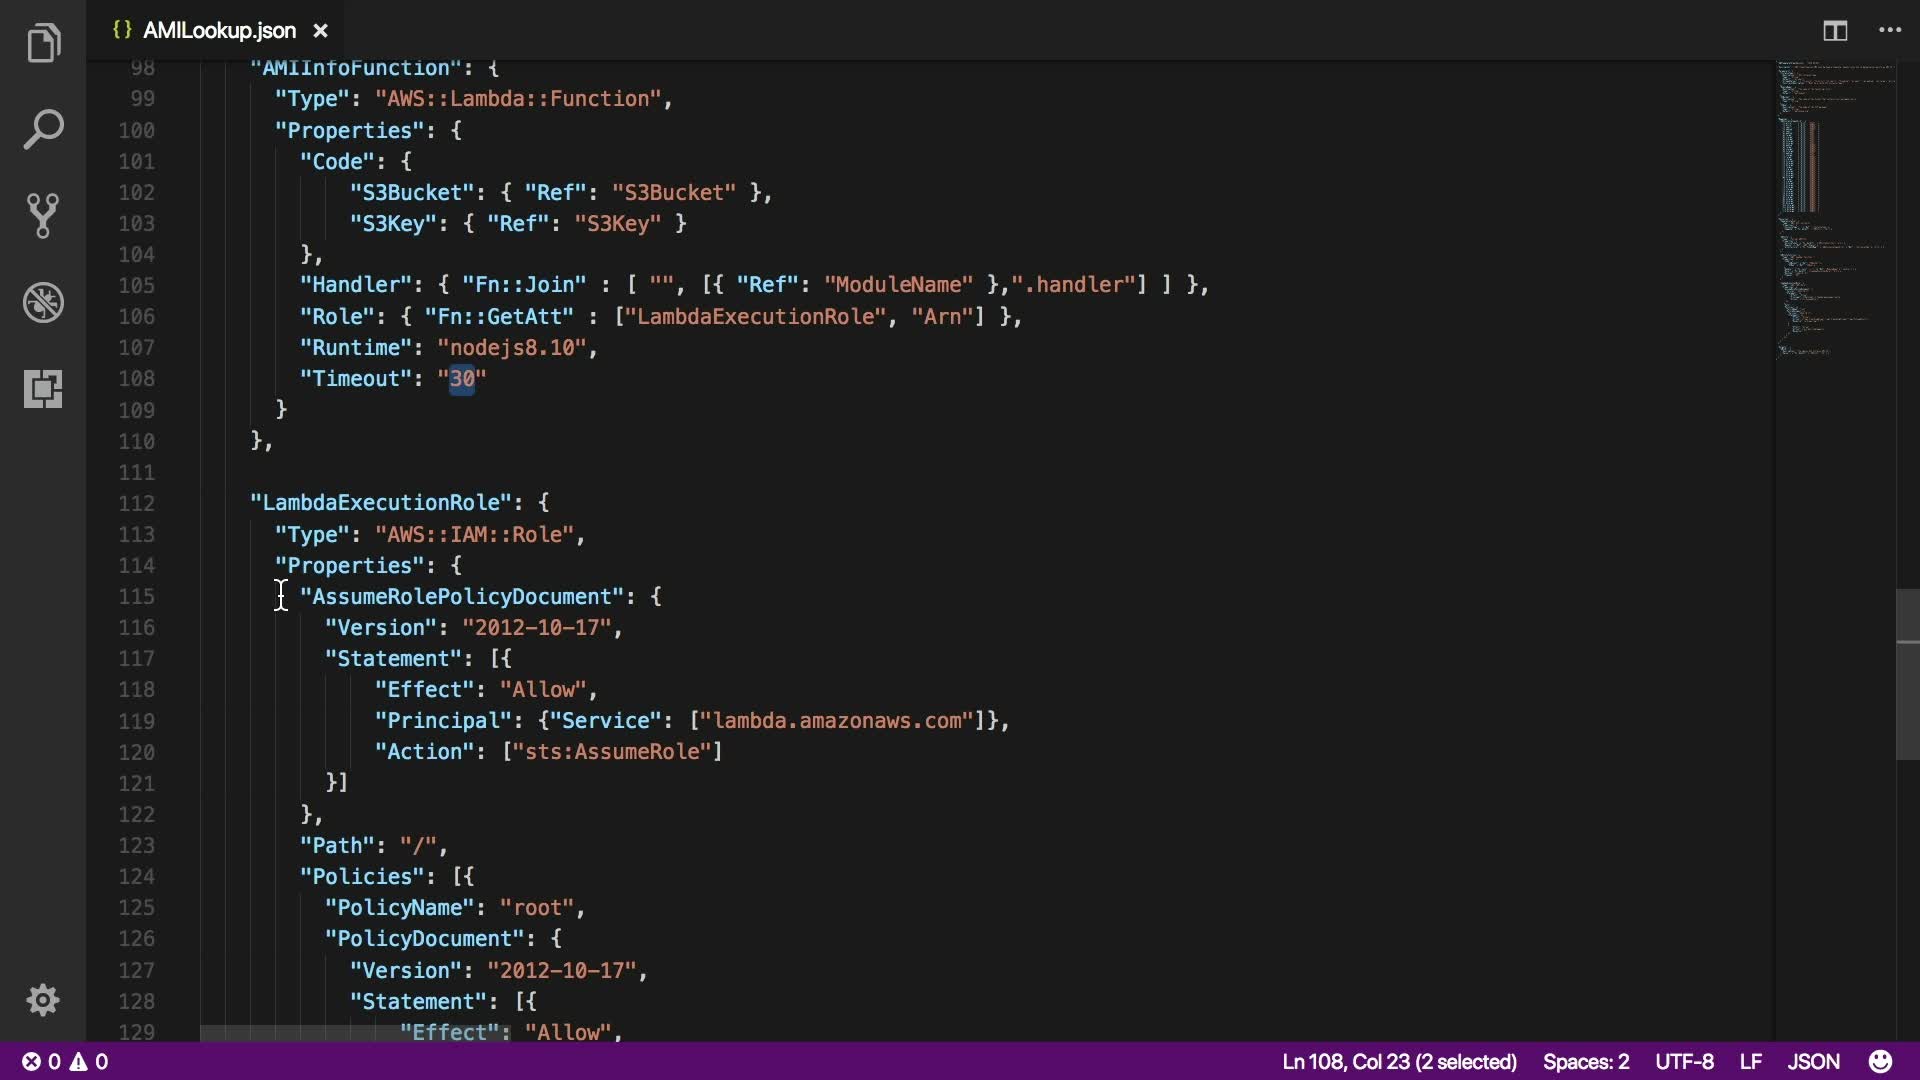 {} AMILookup.json ×
98 "AMIInfoFunction": {
99 "Type": "AWS::Lambda::Function",
100 "Properties": {
101 "Code": {
102 "S3Bucket": { "Ref": "S3Bucket" },
103 "S3Key": { "Ref": "S3Key" }
104 },
105 "Handler": { "Fn::Join" : [ "", [{ "Ref": "ModuleName" },".handler"] ] },
106 "Role": { "Fn::GetAtt" : ["LambdaExecutionRole", "Arn"] },
107 "Runtime": "nodejs8.10",
108 "Timeout": "30"
109 }
110 },
111
112 "LambdaExecutionRole": {
113 "Type": "AWS::IAM::Role",
114 "Properties": {
115 "AssumeRolePolicyDocument": {
116 "Version": "2012-10-17",
117 "Statement": [{
118 "Effect": "Allow",
119 "Principal": {"Service": ["lambda.amazonaws.com"]},
120 "Action": ["sts:AssumeRole"]
121 }]
122 },
123 "Path": "/",
124 "Policies": [{
125 "PolicyName": "root",
126 "PolicyDocument": {
127 "Version": "2012-10-17",
128 "Statement": [{
129 "Effect": "Allow",
0 0 Ln 108, Col 23 (2 selected) Spaces: 2 UTF-8 LF JSON